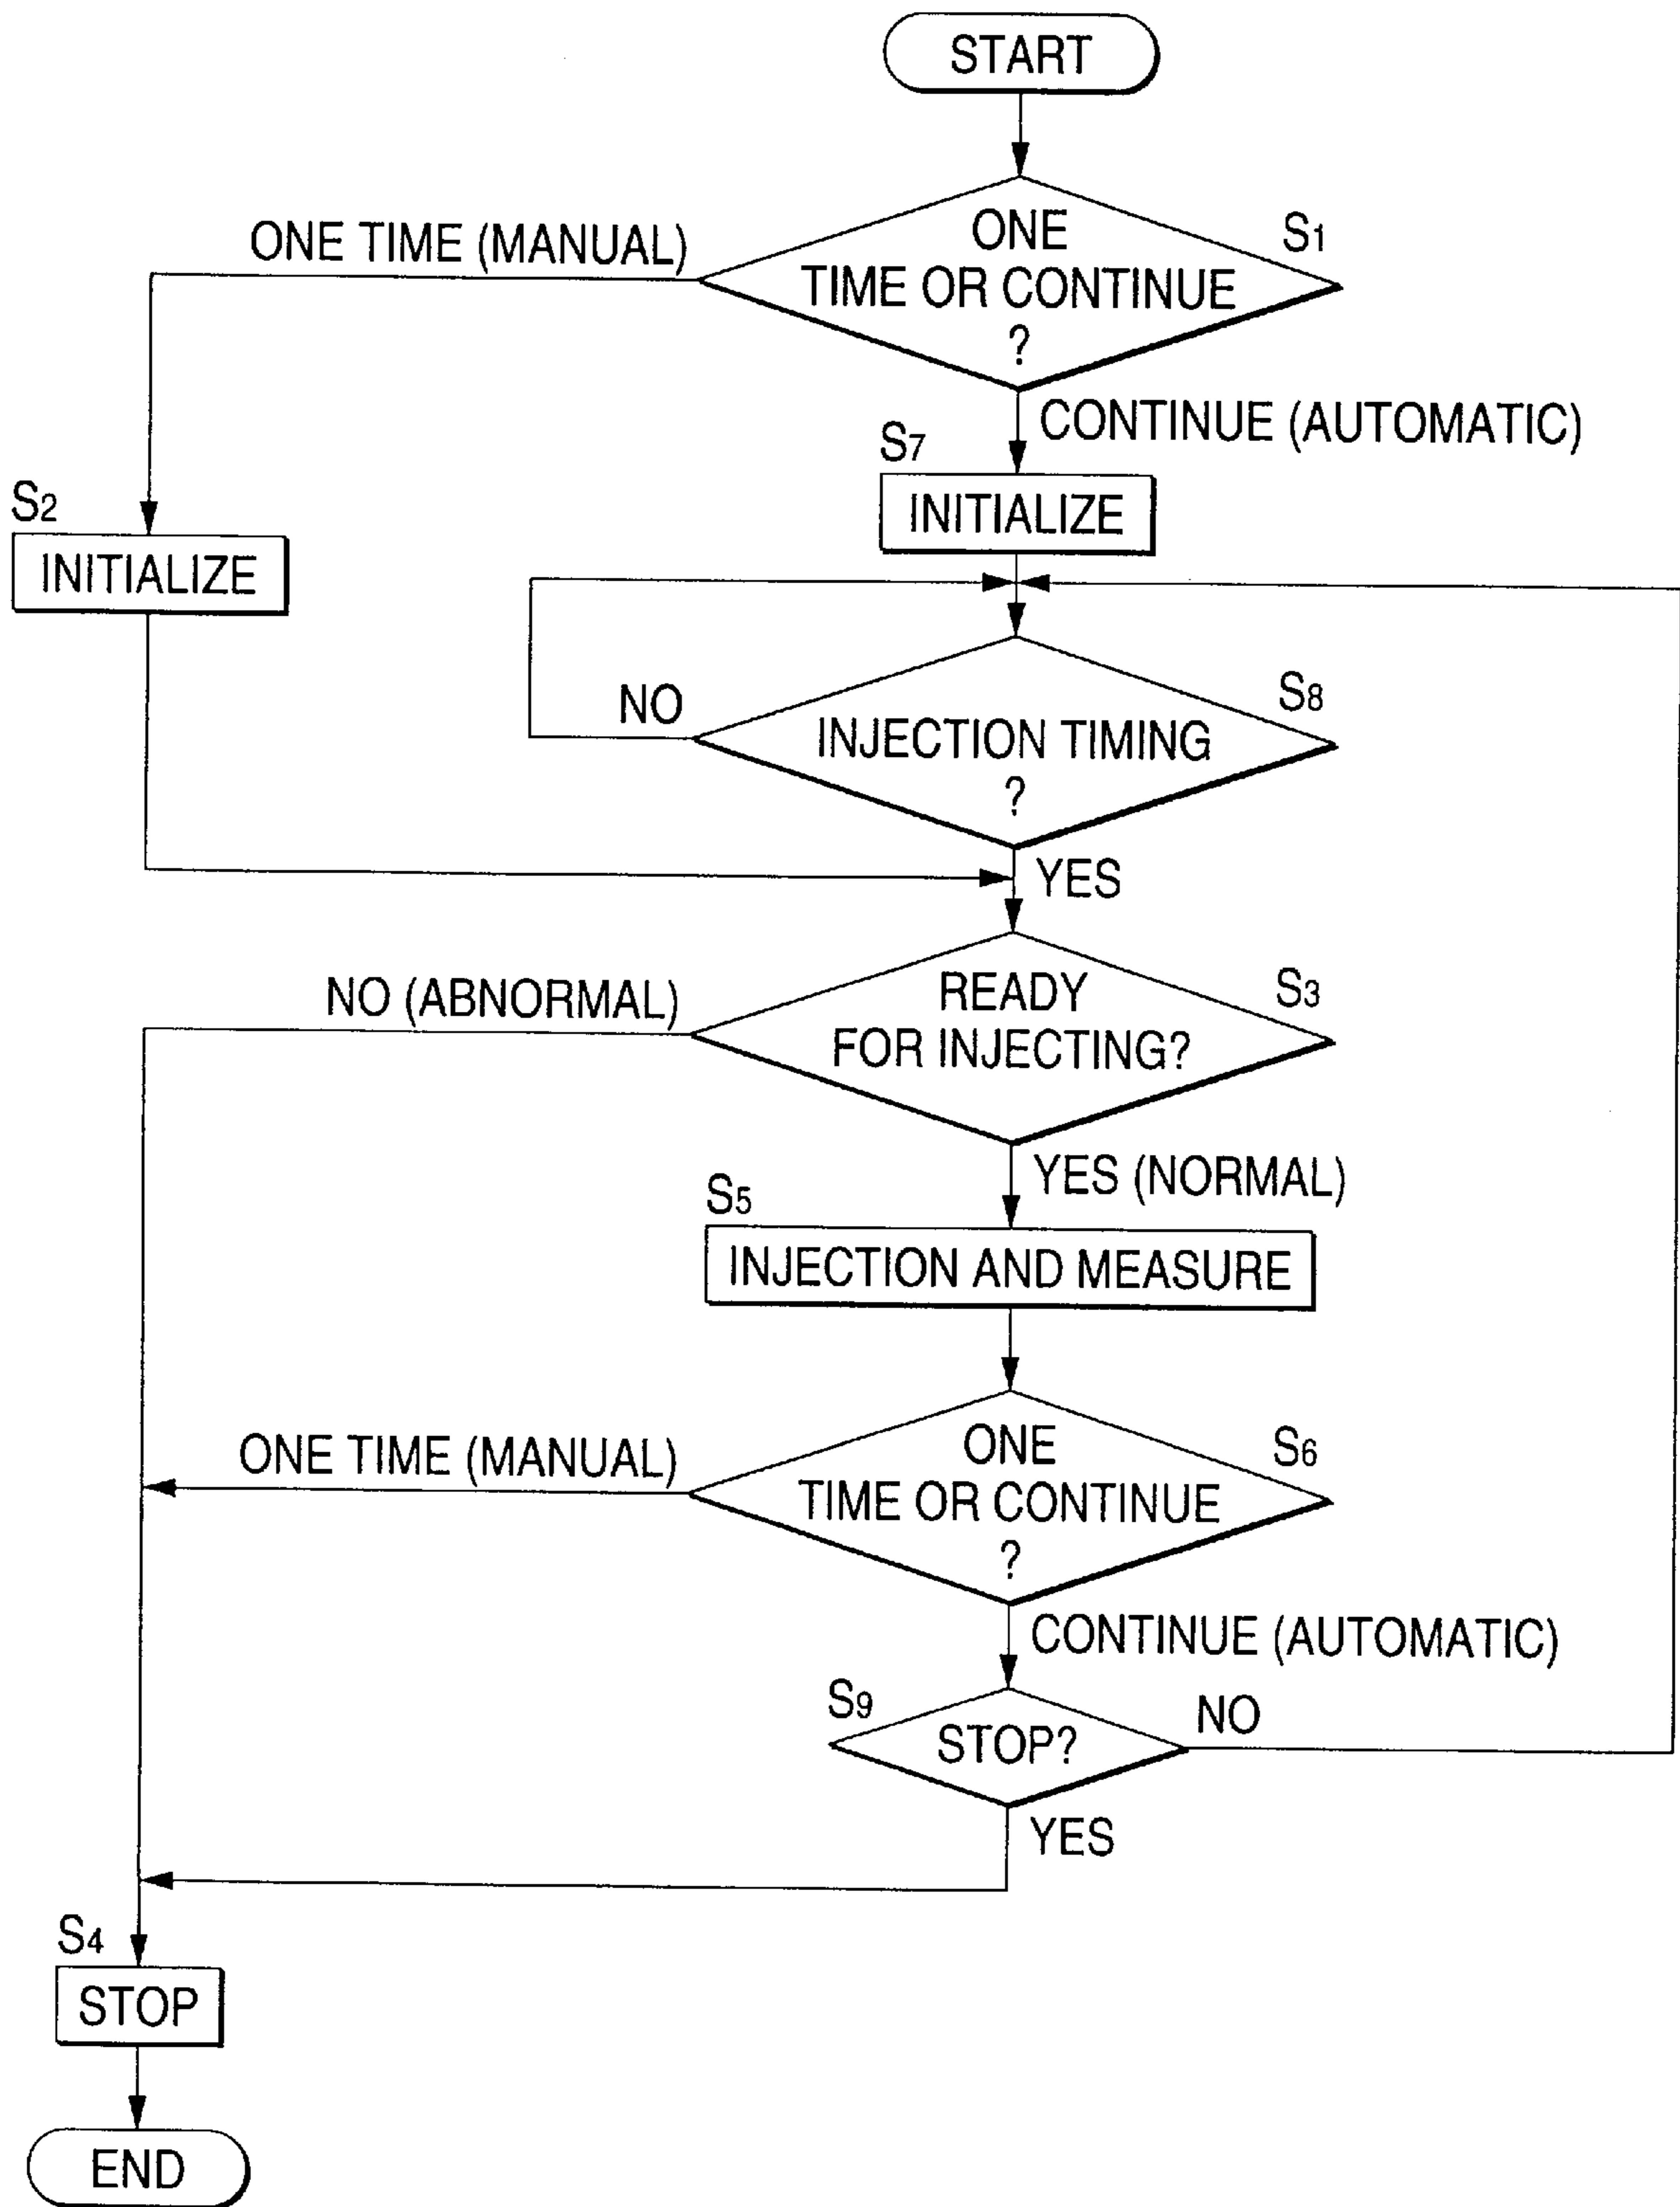 START
ONE TIME (MANUAL)
ONE
TIME OR CONTINUE
?
S1
CONTINUE (AUTOMATIC)
S7
INITIALIZE
S2
INITIALIZE
NO
INJECTION TIMING
?
S8
YES
NO (ABNORMAL)
READY
FOR INJECTING?
S3
YES (NORMAL)
S5
INJECTION AND MEASURE
ONE TIME (MANUAL)
ONE
TIME OR CONTINUE
?
S6
CONTINUE (AUTOMATIC)
S9
STOP?
NO
YES
S4
STOP
END